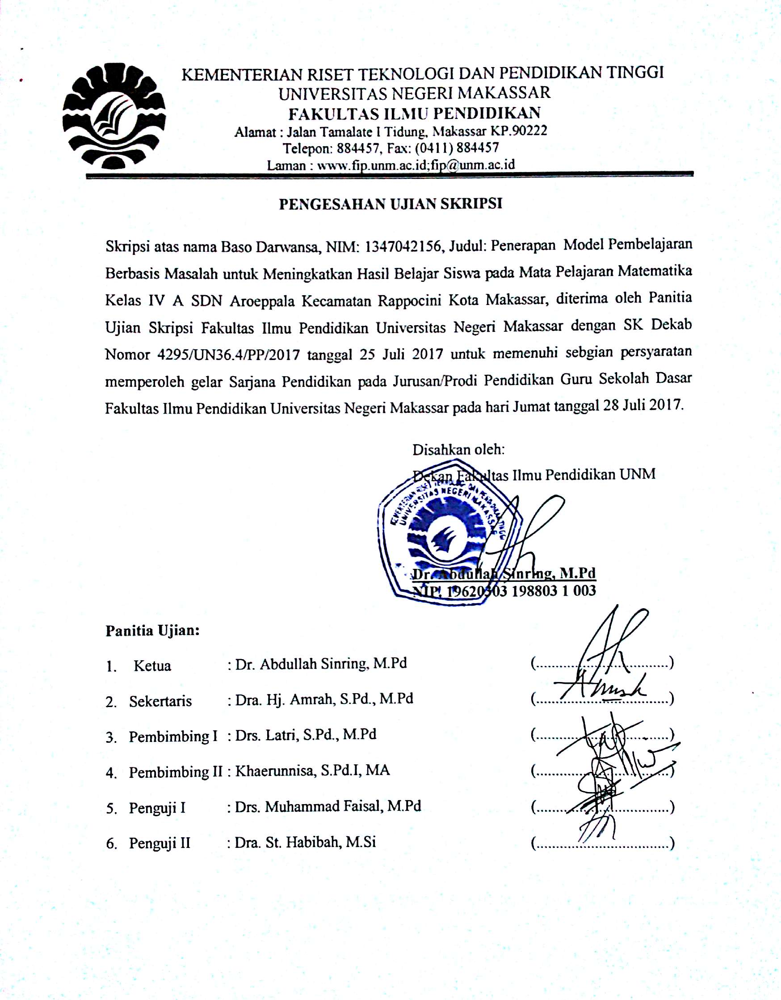 KEMENTERIAN RISET TEKNOLOGI DAN PENDIDIKAN TINGGI
UNIVERSITAS NEGERI MAKASSAR
FAKULTAS ILMU PENDIDIKAN
Alamat : Jalan Tamalate I Tidung, Makassar KP.90222
Telepon: 884457, Fax: (0411) 884457
Laman : www.fip.unm.ac.id;fip@unm.ac.id
PENGESAHAN UJIAN SKRIPSI
Skripsi atas nama Baso Darwansa, NIM: 1347042156, Judul: Penerapan Model Pembelajaran
Berbasis Masalah untuk Meningkatkan Hasil Belajar Siswa pada Mata Pelajaran Matematika
Kelas IV A SDN Aroeppala Kecamatan Rappocini Kota Makassar, diterima oleh Panitia
Ujian Skripsi Fakultas Ilmu Pendidikan Universitas Negeri Makassar dengan SK Dekab
Nomor 4295/UN36.4/PP/2017 tanggal 25 Juli 2017 untuk memenuhi sebgian persyaratan
memperoleh gelar Sarjana Pendidikan pada Jurusan/Prodi Pendidikan Guru Sekolah Dasar
Fakultas Ilmu Pendidikan Universitas Negeri Makassar pada hari Jumat tanggal 28 Juli 2017.
Disahkan oleh:
Dekan Fakultas Ilmu Pendidikan UNM
KEMENTERIAN RISET TEKNOLOGI DAN PENDIDIKAN TINGGI
UNIVERSITAS NEGERI MAKASSAR
Dr. Abdullah Sinring, M.Pd
NIP. 19620303 198803 1 003
Panitia Ujian:
1. Ketua : Dr. Abdullah Sinring, M.Pd (.................................)
2. Sekertaris : Dra. Hj. Amrah, S.Pd., M.Pd (.................................)
3. Pembimbing I : Drs. Latri, S.Pd., M.Pd (.................................)
4. Pembimbing II : Khaerunnisa, S.Pd.I, MA (.................................)
5. Penguji I : Drs. Muhammad Faisal, M.Pd (.................................)
6. Penguji II : Dra. St. Habibah, M.Si (.................................)